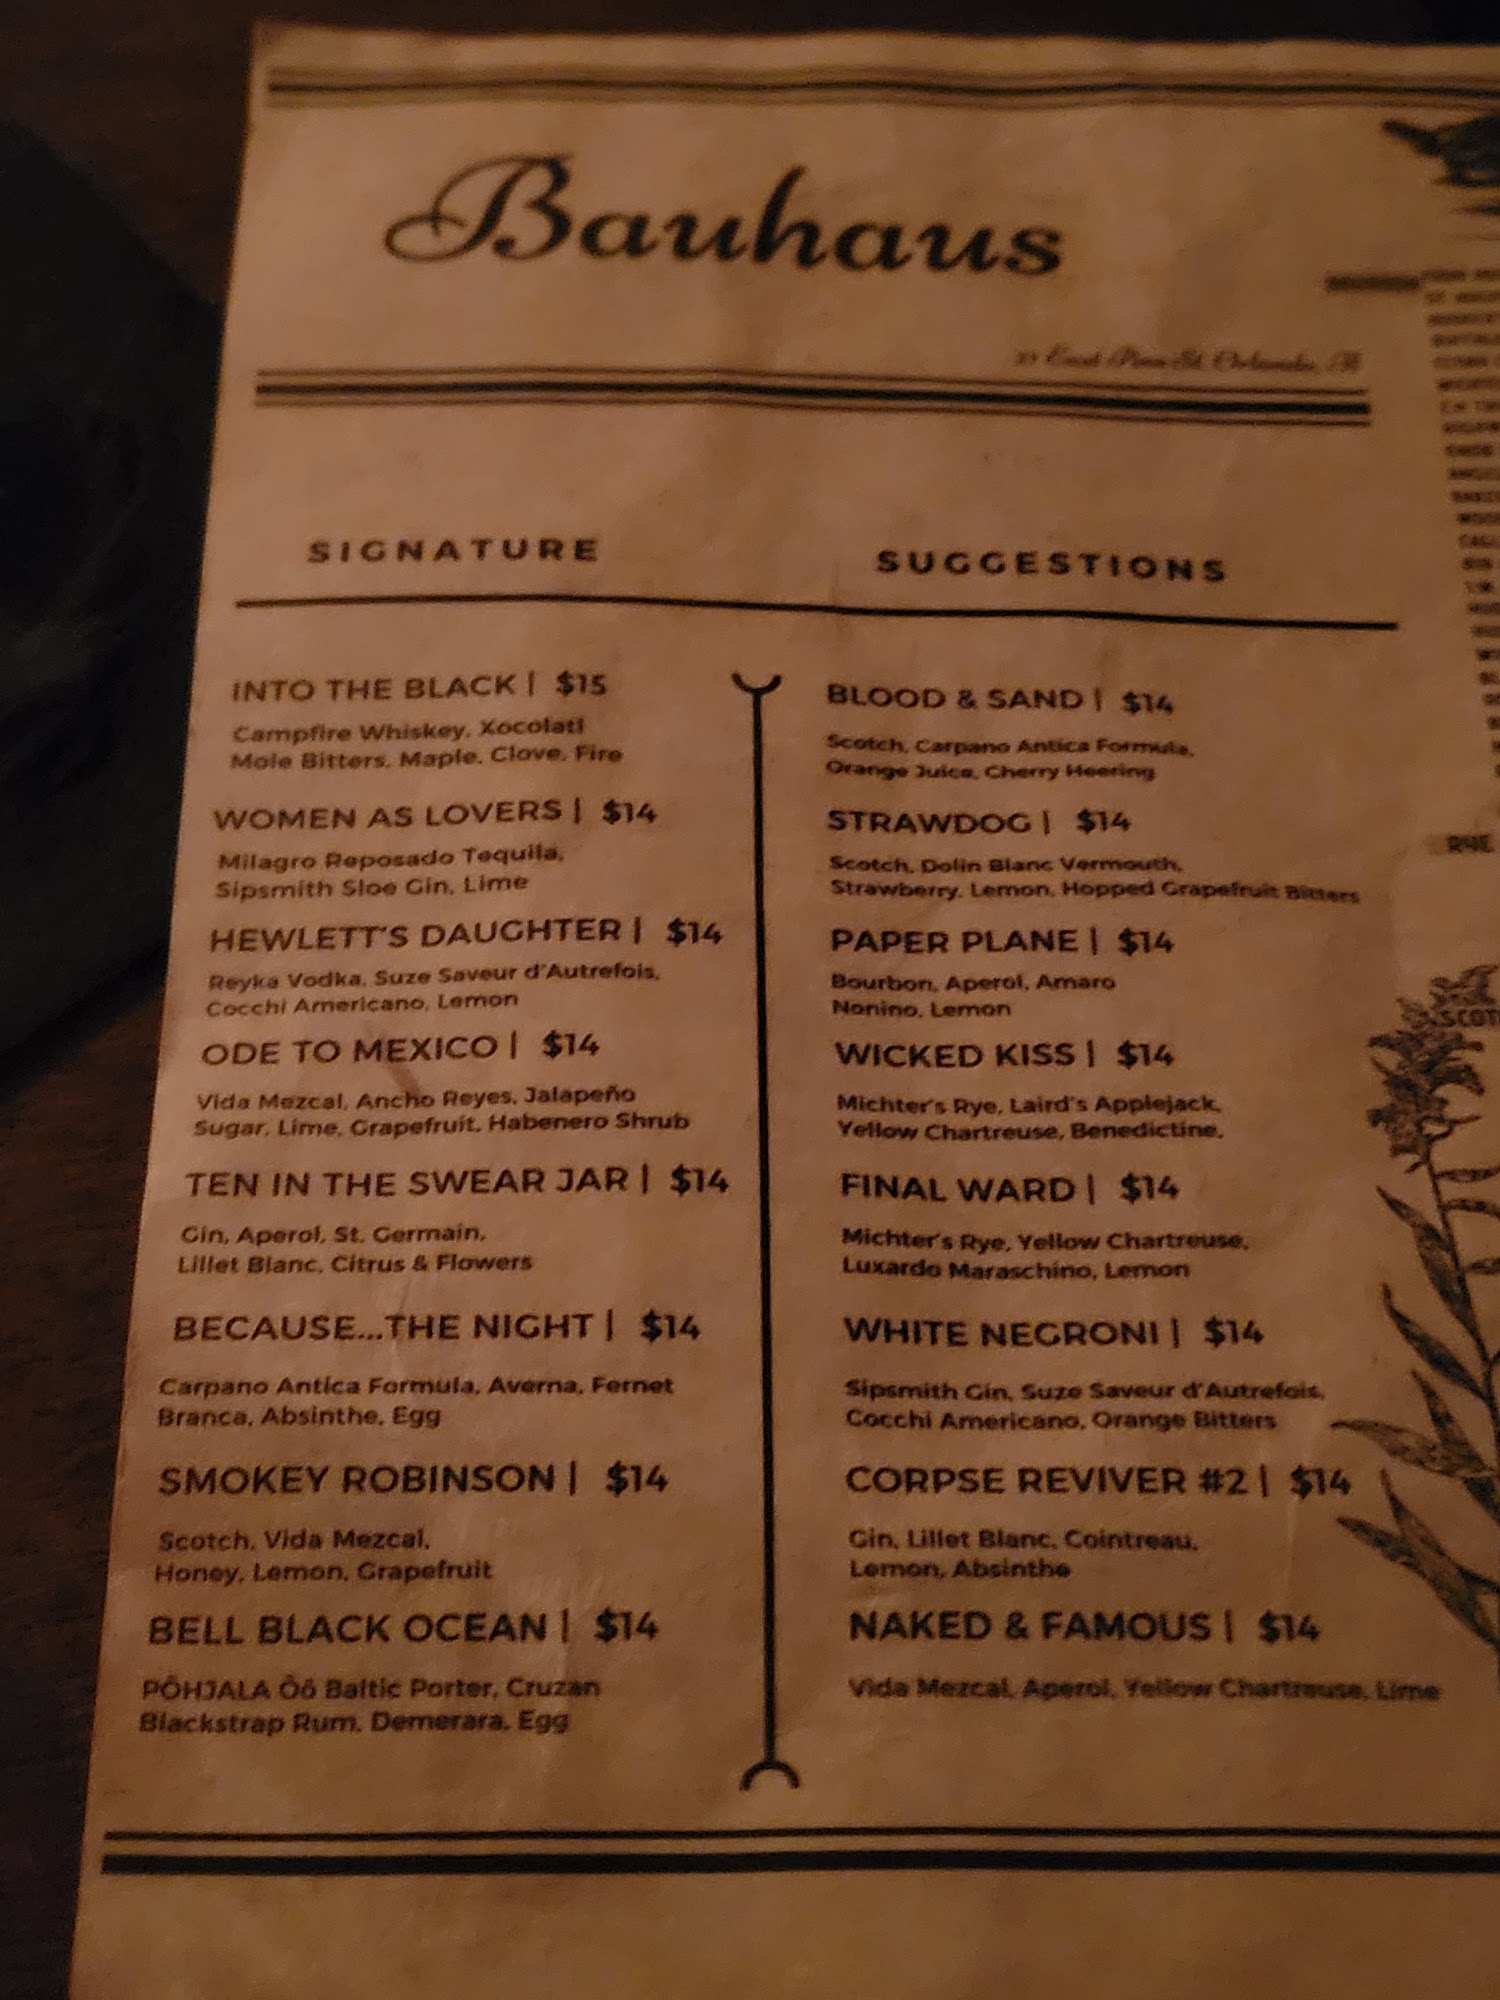 Bauhaus
East Pine St. Orlando, Fl
SIGNATURE
SUGGESTIONS
INTO THE BLACK | $15
Campfire Whiskey, Xocolatl
Mole Bitters, Maple, Clove, Fire
WOMEN AS LOVERS | $14
Milagro Reposado Tequila,
Sipsmith Sloe Gin, Lime
HEWLETT'S DAUGHTER | $14
Reyka Vodka, Suze Saveur d'Autrefois,
Cocchi Americano, Lemon
ODE TO MEXICO | $14
Vida Mezcal, Ancho Reyes, Jalapeño
Sugar, Lime, Grapefruit, Habenero Shrub
TEN IN THE SWEAR JAR | $14
Gin, Aperol, St. Germain,
Lillet Blanc, Citrus & Flowers
BECAUSE...THE NIGHT | $14
Carpano Antica Formula, Averna, Fernet
Branca, Absinthe, Egg
SMOKEY ROBINSON | $14
Scotch, Vida Mezcal,
Honey, Lemon, Grapefruit
BELL BLACK OCEAN | $14
PÕHJALA Öö Baltic Porter, Cruzan
Blackstrap Rum, Demerara, Egg
BLOOD & SAND | $14
Scotch, Carpano Antica Formula,
Orange Juice, Cherry Heering
STRAWDOG | $14
Scotch, Dolin Blanc Vermouth,
Strawberry, Lemon, Hopped Grapefruit Bitters
PAPER PLANE | $14
Bourbon, Aperol, Amaro
Nonino, Lemon
WICKED KISS | $14
Michter's Rye, Laird's Applejack,
Yellow Chartreuse, Benedictine,
FINAL WARD | $14
Michter's Rye, Yellow Chartreuse,
Luxardo Maraschino, Lemon
WHITE NEGRONI | $14
Sipsmith Gin, Suze Saveur d'Autrefois,
Cocchi Americano, Orange Bitters
CORPSE REVIVER #2 | $14
Gin, Lillet Blanc, Cointreau,
Lemon, Absinthe
NAKED & FAMOUS | $14
Vida Mezcal, Aperol, Yellow Chartreuse, Lime
RYE
SCOT